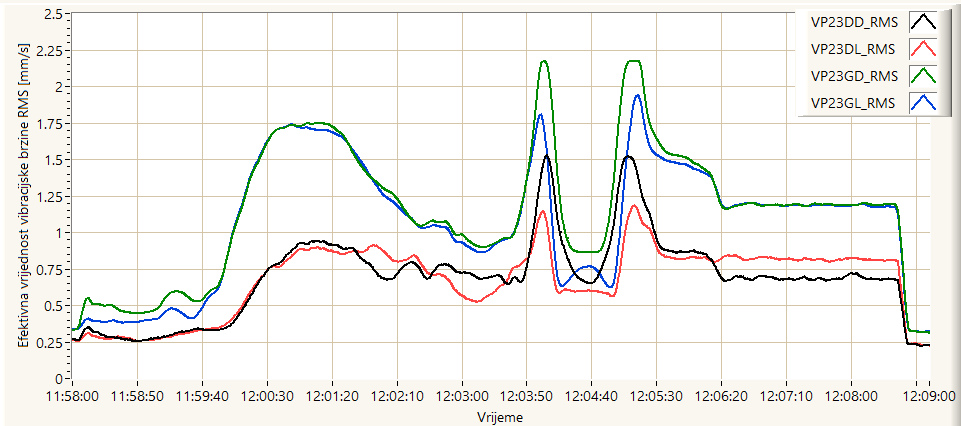 2.5
2.25
2
1.75
1.5
1.25
1
0.75
0.5
0.25
0
Efektivna vrijednost vibracijske brzine RMS [mm/s]
VP23DD_RMS
VP23DL_RMS
VP23GD_RMS
VP23GL_RMS
11:58:00 11:58:50 11:59:40 12:00:30 12:01:20 12:02:10 12:03:00 12:03:50 12:04:40 12:05:30 12:06:20 12:07:10 12:08:00 12:09:00
Vrijeme